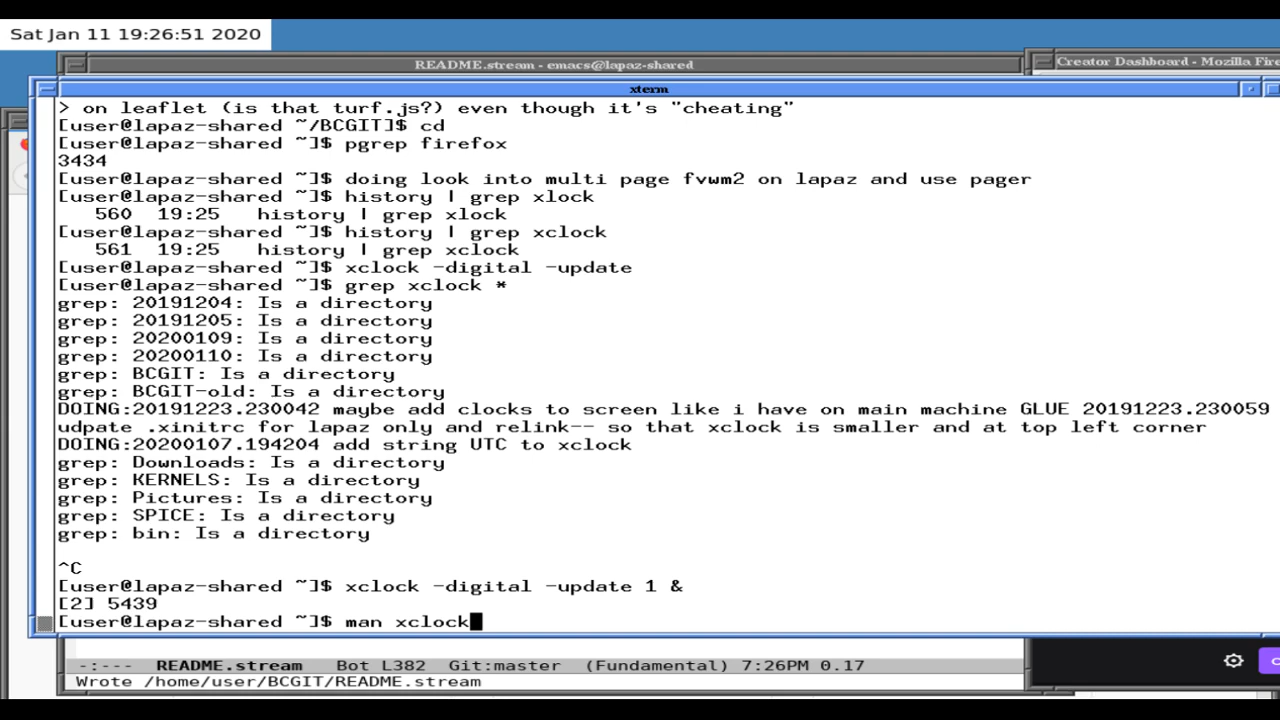 Sat Jan 11 19:26:51 2020
README.stream - emacs@lapaz-shared
Creator Dashboard - Mozilla Fire
xterm
> on leaflet (is that turf.js?) even though it's "cheating"
[user@lapaz-shared ~/BCGIT]$ cd
[user@lapaz-shared ~]$ pgrep firefox
3434
[user@lapaz-shared ~]$ doing look into multi page fvwm2 on lapaz and use pager
[user@lapaz-shared ~]$ history | grep xlock
560  19:25   history | grep xlock
[user@lapaz-shared ~]$ history | grep xclock
561  19:25   history | grep xclock
[user@lapaz-shared ~]$ xclock -digital -update
[user@lapaz-shared ~]$ grep xclock *
grep: 20191204: Is a directory
grep: 20191205: Is a directory
grep: 20200109: Is a directory
grep: 20200110: Is a directory
grep: BCGIT: Is a directory
grep: BCGIT-old: Is a directory
DOING:20191223.230042 maybe add clocks to screen like i have on main machine GLUE 20191223.230059
udpate .xinitrc for lapaz only and relink-- so that xclock is smaller and at top left corner
DOING:20200107.194204 add string UTC to xclock
grep: Downloads: Is a directory
grep: KERNELS: Is a directory
grep: Pictures: Is a directory
grep: SPICE: Is a directory
grep: bin: Is a directory
^C
[user@lapaz-shared ~]$ xclock -digital -update 1 &
[2] 5439
[user@lapaz-shared ~]$ man xclock
-:---  README.stream   Bot L382   Git:master  (Fundamental) 7:26PM 0.17
Wrote /home/user/BCGIT/README.stream